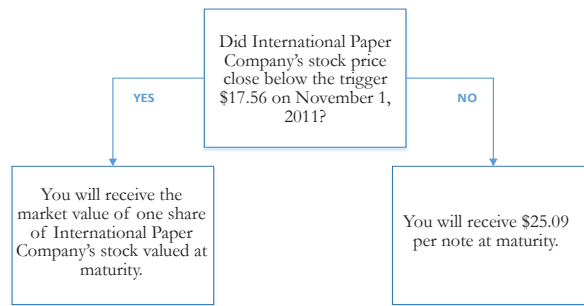 Did International Paper
Company's stock price
close below the trigger
$17.56 on November 1,
2011?
YES
NO
You will receive the
market value of one share
of International Paper
Company's stock valued at
maturity.
You will receive $25.09
per note at maturity.